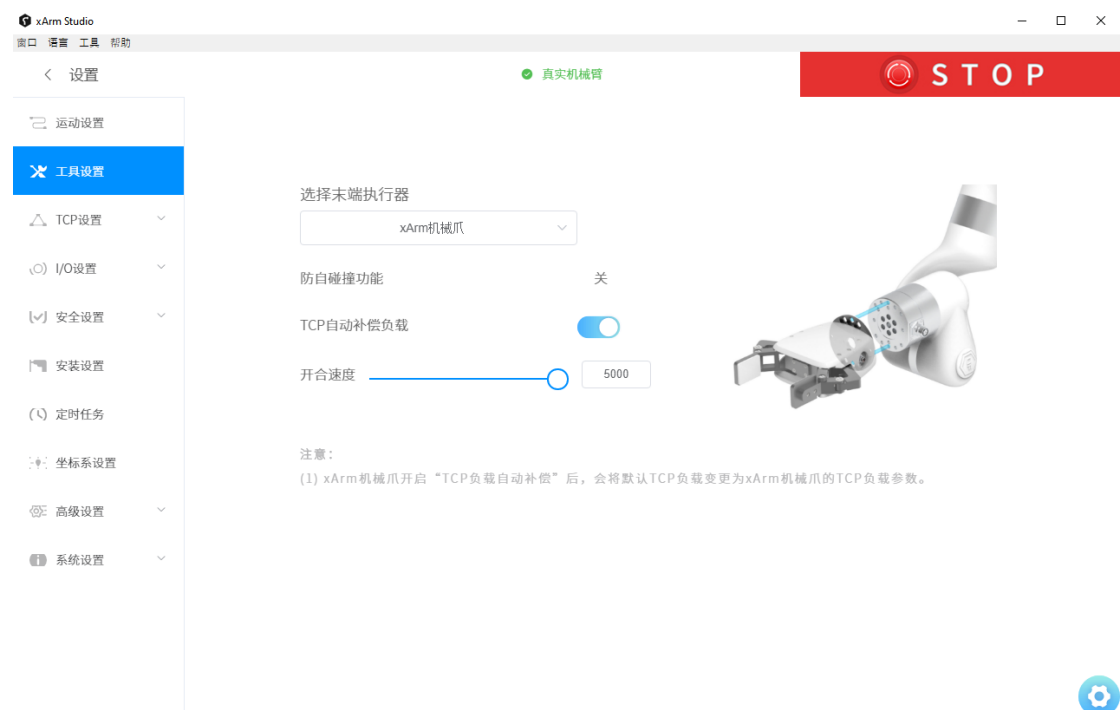 xArm Studio
窗口 语言 工具 帮助
设置
真实机械臂
STOP
运动设置
工具设置
TCP设置
I/O设置
安全设置
安装设置
定时任务
坐标系设置
高级设置
系统设置
选择末端执行器
xArm机械爪
防自碰撞功能 关
TCP自动补偿负载
开合速度 5000
注意：
(1) xArm机械爪开启“TCP负载自动补偿”后，会将默认TCP负载变更为xArm机械爪的TCP负载参数。